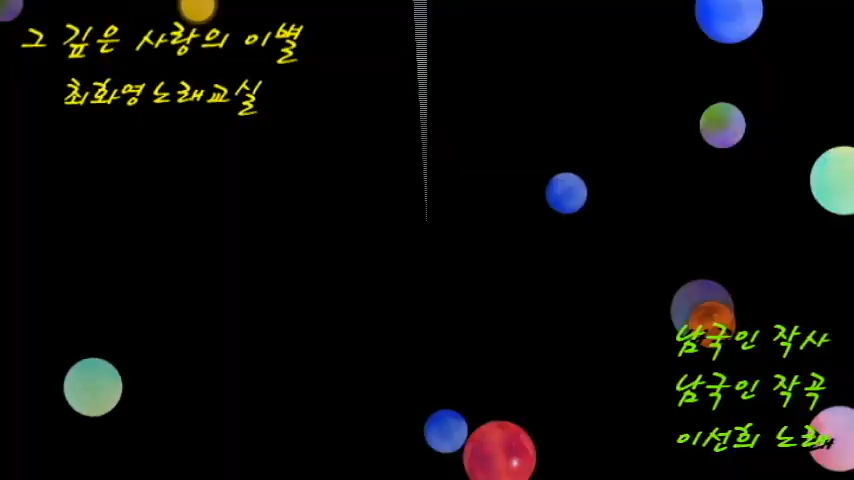 그 깊은 사랑의 이별
최화영노래교실
남국인 작사
남국인 작곡
이선희 노래